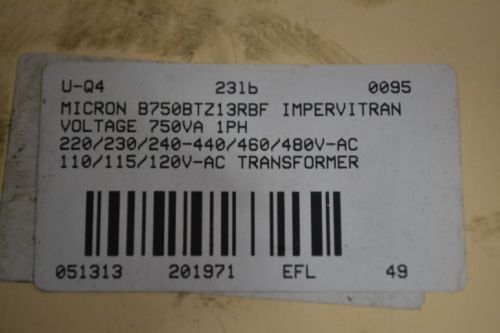 U-Q4 23lb 0095
MICRON B750BTZ13RBF IMPERVITRAN
VOLTAGE 750VA 1PH
220/230/240-440/460/480V-AC
110/115/120V-AC TRANSFORMER
051313 201971 EFL 49